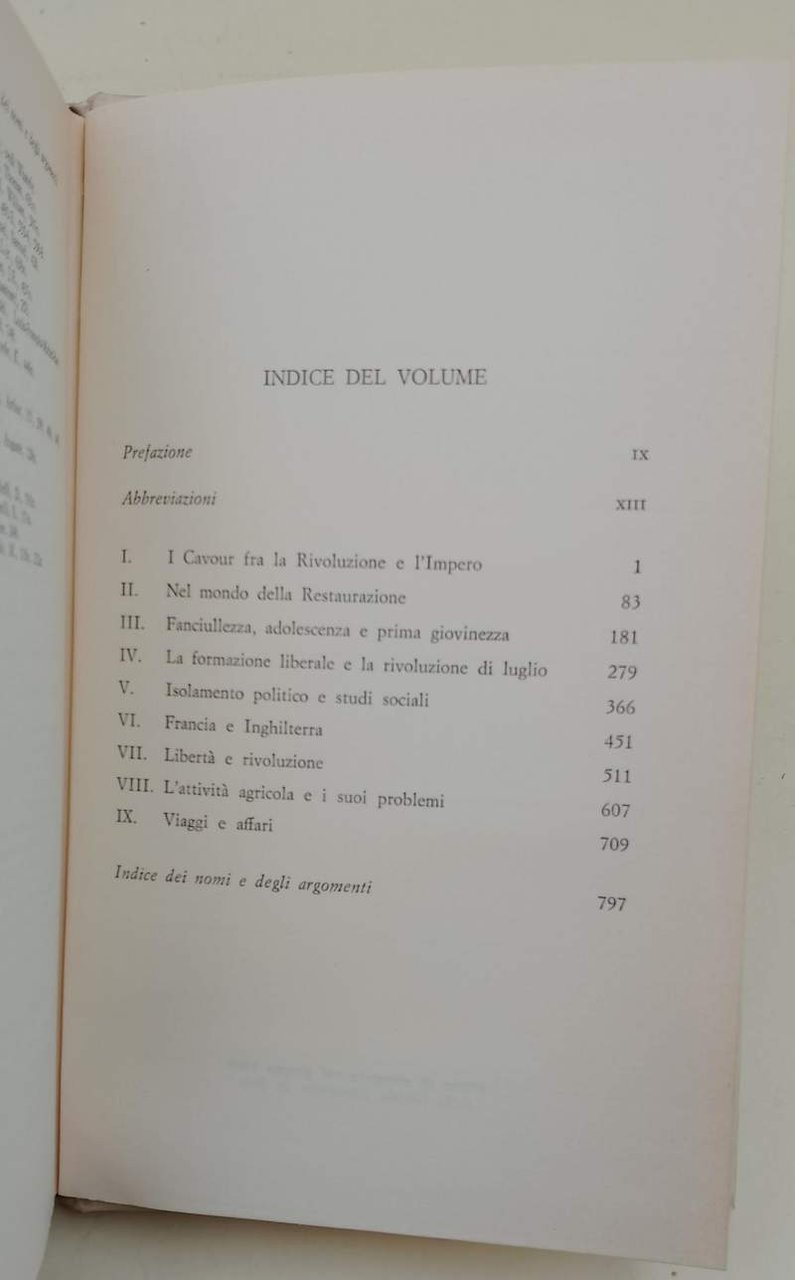 INDICE DEL VOLUME
Prefazione IX
Abbreviazioni XIII
I. I Cavour fra la Rivoluzione e l'Impero 1
II. Nel mondo della Restaurazione 83
III. Fanciullezza, adolescenza e prima giovinezza 181
IV. La formazione liberale e la rivoluzione di luglio 279
V. Isolamento politico e studi sociali 366
VI. Francia e Inghilterra 451
VII. Libertà e rivoluzione 511
VIII. L'attività agricola e i suoi problemi 607
IX. Viaggi e affari 709
Indice dei nomi e degli argomenti 797